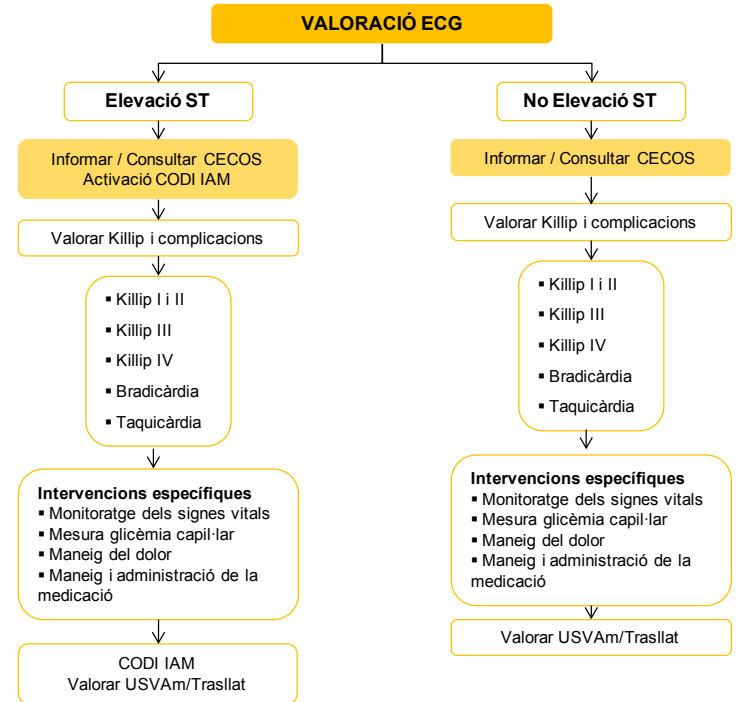 VALORACIÓ ECG
Elevació ST
Informar / Consultar CECOS
Activació CODI IAM
Valorar Killip i complicacions
▪ Killip I i II
▪ Killip III
▪ Killip IV
▪ Bradicàrdia
▪ Taquicàrdia
Intervencions específiques
▪ Monitoratge dels signes vitals
▪ Mesura glicèmia capil·lar
▪ Maneig del dolor
▪ Maneig i administració de la
medicació
CODI IAM
Valorar USVAm/Trasllat
No Elevació ST
Informar / Consultar CECOS
Valorar Killip i complicacions
▪ Killip I i II
▪ Killip III
▪ Killip IV
▪ Bradicàrdia
▪ Taquicàrdia
Intervencions específiques
▪ Monitoratge dels signes vitals
▪ Mesura glicèmia capil·lar
▪ Maneig del dolor
▪ Maneig i administració de la
medicació
Valorar USVAm/Trasllat